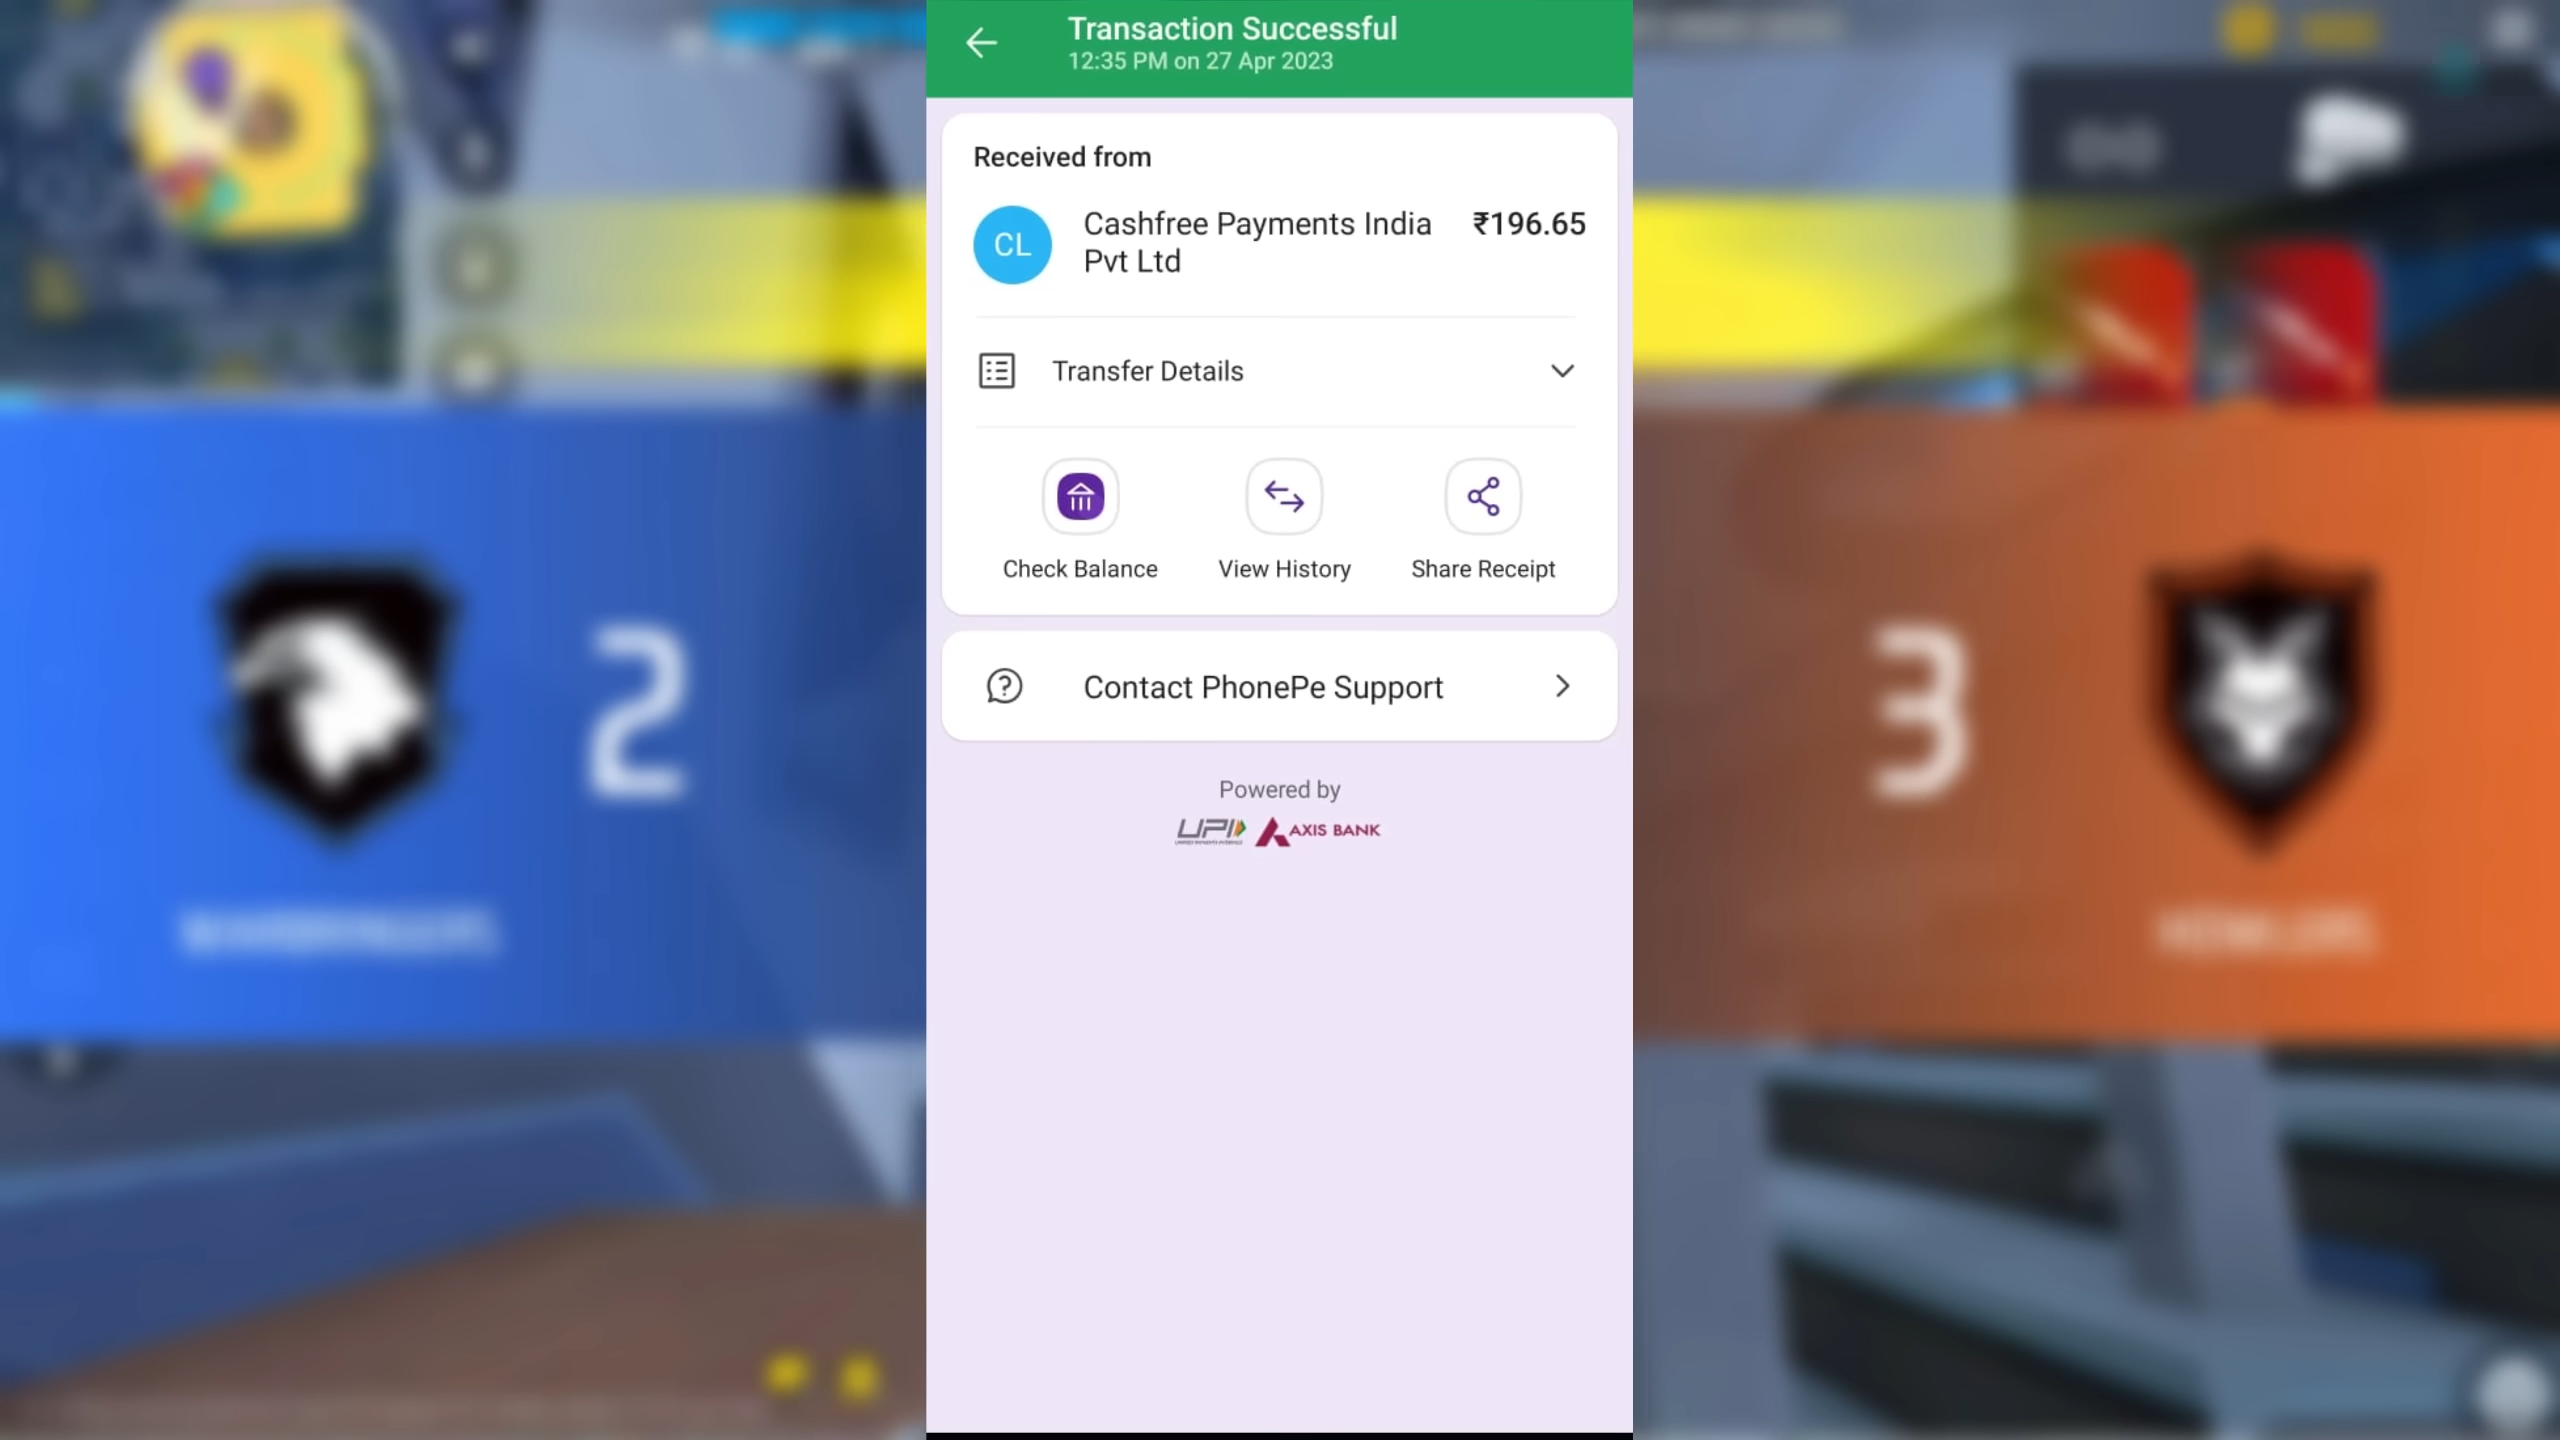 Transaction Successful
12:35 PM on 27 Apr 2023
Received from
CL
Cashfree Payments India
Pvt Ltd
₹196.65
Transfer Details
Check Balance
View History
Share Receipt
Contact PhonePe Support
Powered by
UPI
AXIS BANK
2
3